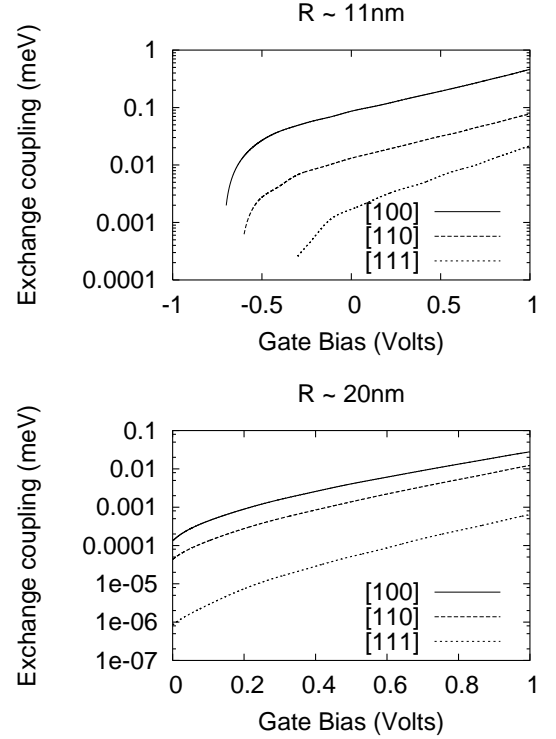 R ~ 11nm
Exchange coupling (meV)
1
0.1
0.01
0.001
0.0001
[100]
[110]
[111]
-1 -0.5 0 0.5 1
Gate Bias (Volts)
R ~ 20nm
Exchange coupling (meV)
0.1
0.01
0.001
0.0001
1e-05
1e-06
1e-07
[100]
[110]
[111]
0 0.2 0.4 0.6 0.8 1
Gate Bias (Volts)